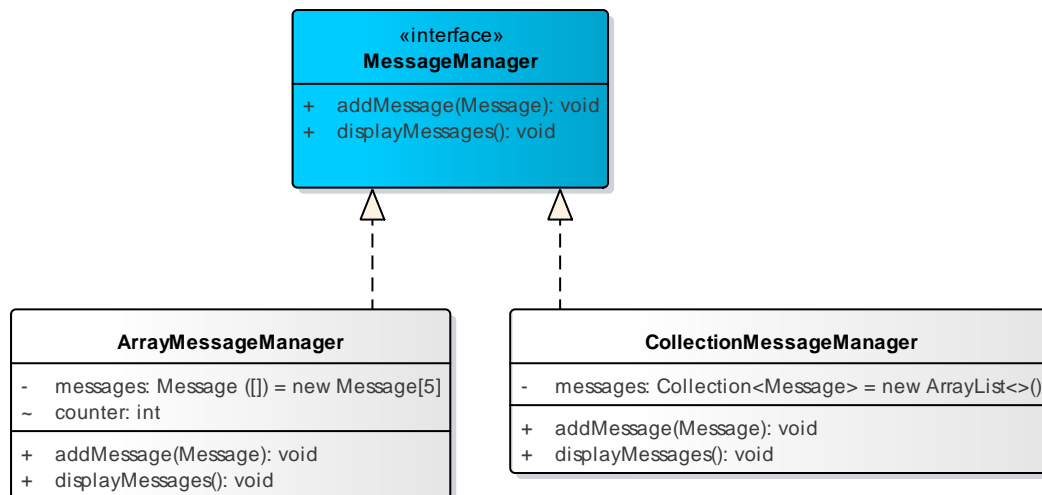 «interface»
MessageManager
+ addMessage(Message): void
+ displayMessages(): void
ArrayMessageManager
- messages: Message ([]) = new Message[5]
~ counter: int
+ addMessage(Message): void
+ displayMessages(): void
CollectionMessageManager
- messages: Collection<Message> = new ArrayList<>()
+ addMessage(Message): void
+ displayMessages(): void